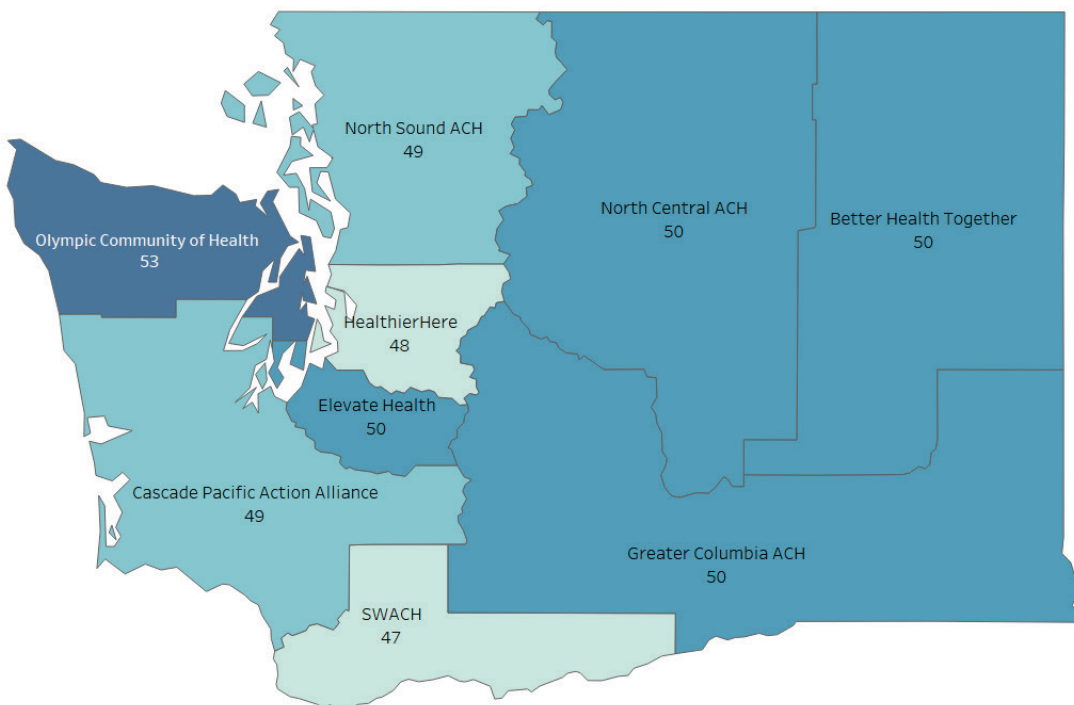 North Sound ACH
49
North Central ACH
50
Better Health Together
50
Olympic Community of Health
53
HealthierHere
48
Elevate Health
50
Cascade Pacific Action Alliance
49
Greater Columbia ACH
50
SWACH
47